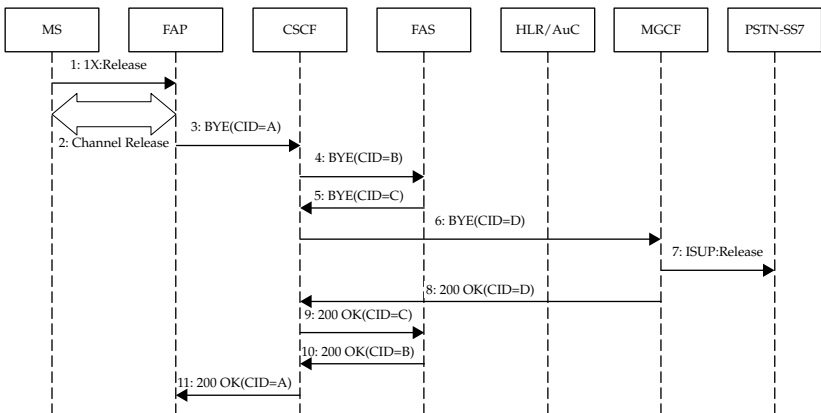 MS
FAP
CSCF
FAS
HLR/AuC
MGCF
PSTN-SS7
1: 1X:Release
2: Channel Release
3: BYE(CID=A)
4: BYE(CID=B)
5: BYE(CID=C)
6: BYE(CID=D)
7: ISUP:Release
8: 200 OK(CID=D)
9: 200 OK(CID=C)
10: 200 OK(CID=B)
11: 200 OK(CID=A)